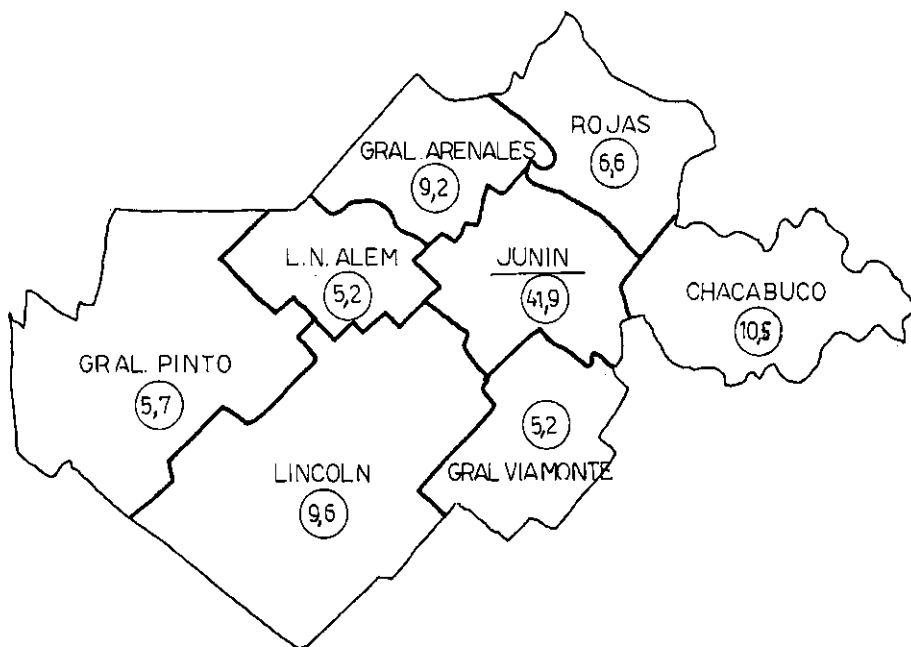 ROJAS
6,6
GRAL. ARENALES
9,2
L.N. ALEM
5,2
JUNIN
41,9
CHACABUCO
10,5
GRAL. PINTO
5,7
5,2
GRAL VIAMONTE
LINCOLN
9,6